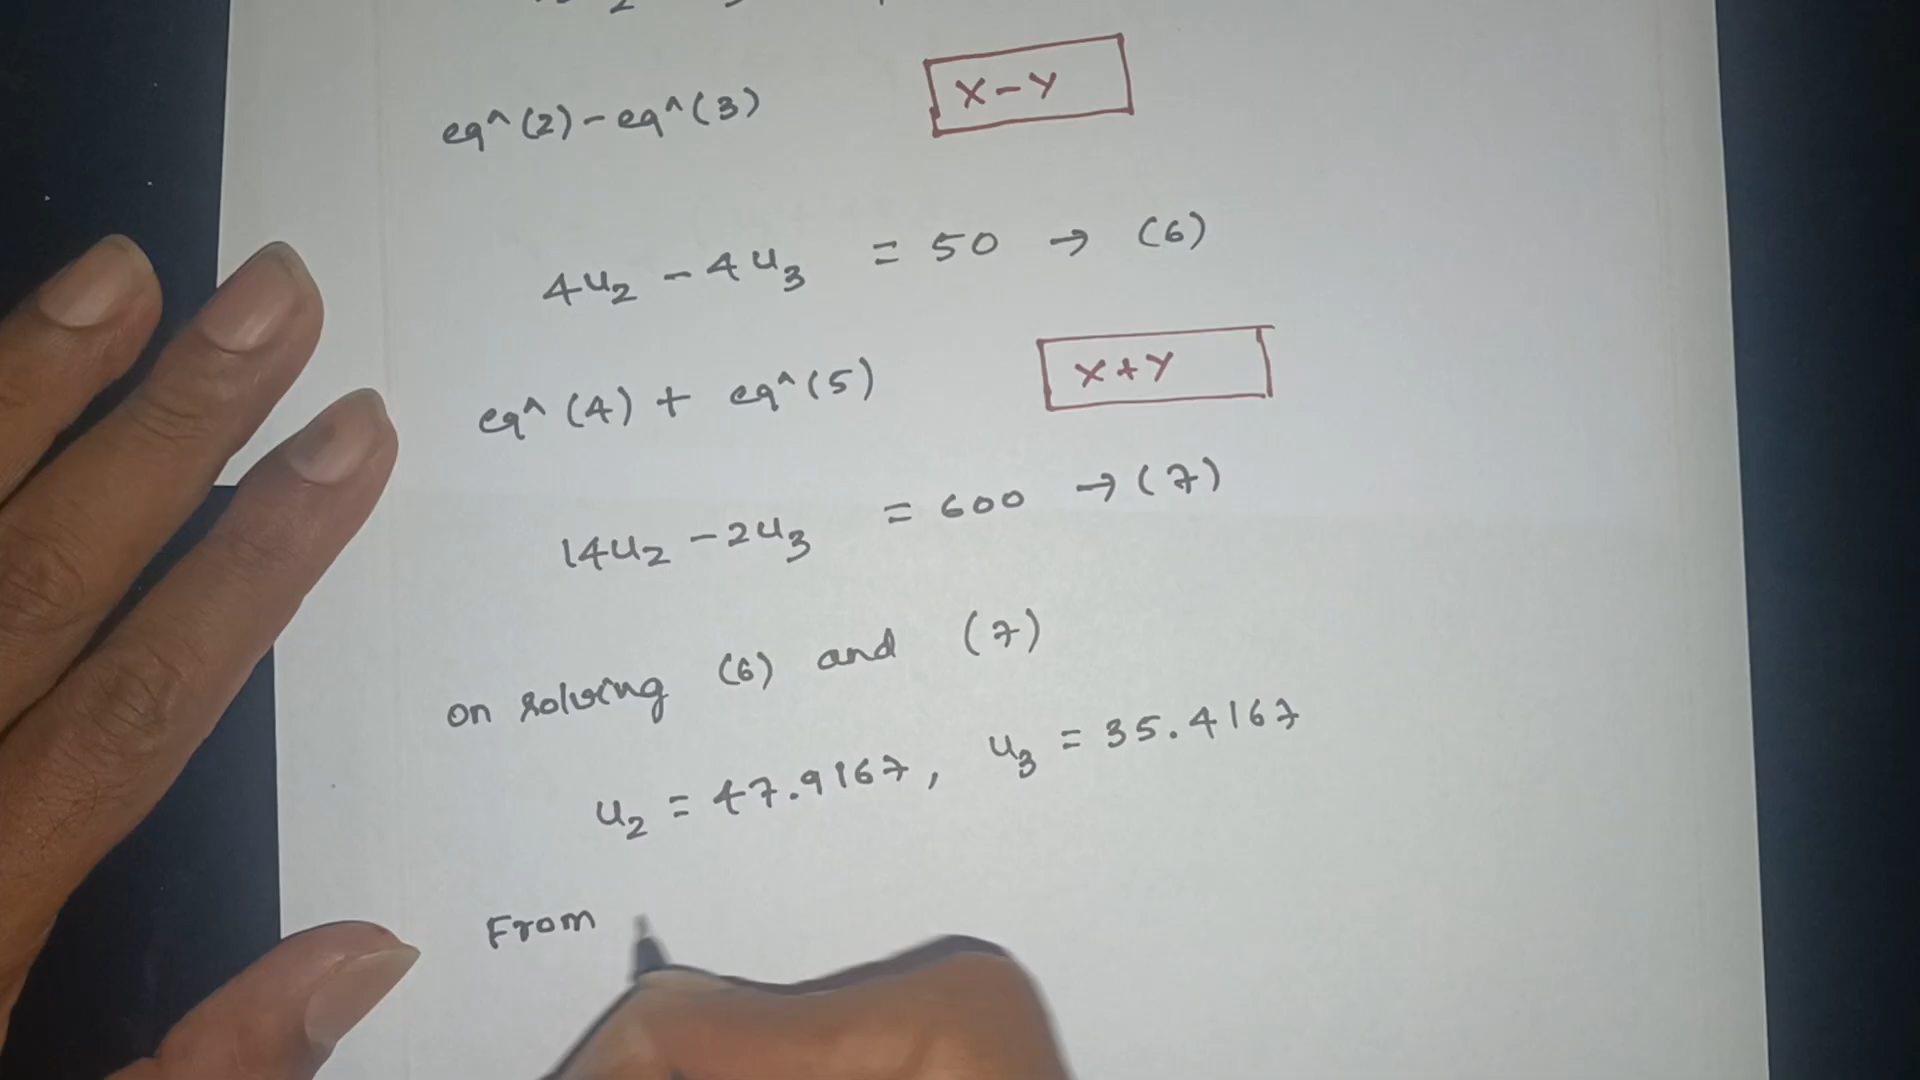 eq^(2)-eq^(3) X-Y
4u₂ - 4u₃ = 50 → (6)
eq^(4) + eq^(5) X+Y
14u₂ - 2u₃ = 600 → (7)
on solving (6) and (7)
u₂ = 47.9167, u₃ = 35.4167
From